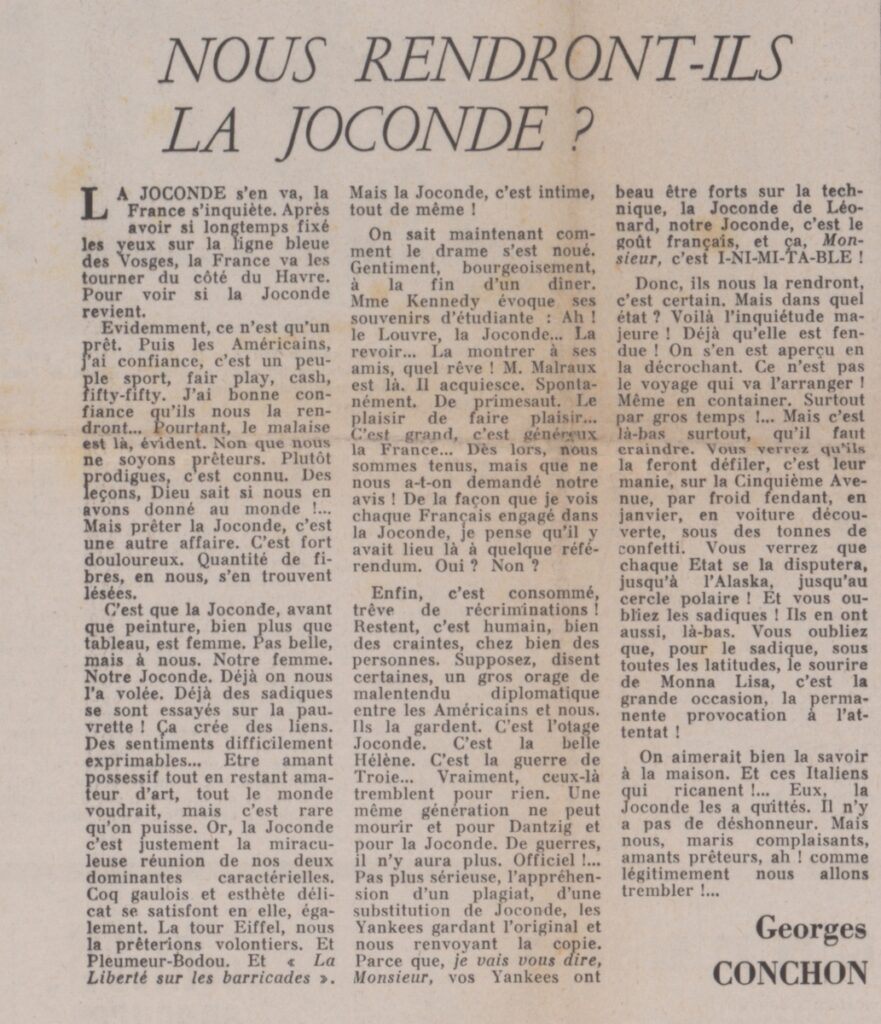 NOUS RENDRONT-ILS
LA JOCONDE ?
LA JOCONDE s'en va, la
France s'inquiète. Après
avoir si longtemps fixé
les yeux sur la ligne bleue
des Vosges, la France va les
tourner du côté du Havre.
Pour voir si la Joconde
revient.
Evidemment, ce n'est qu'un
prêt. Puis les Américains,
j'ai confiance, c'est un peu-
ple sport, fair play, cash,
fifty-fifty. J'ai bonne con-
fiance qu'ils nous la ren-
dront... Pourtant, le malaise
est là, évident. Non que nous
ne soyons prêteurs. Plutôt
prodigues, c'est connu. Des
leçons, Dieu sait si nous en
avons donné au monde !...
Mais prêter la Joconde, c'est
une autre affaire. C'est fort
douloureux. Quantité de fi-
bres, en nous, s'en trouvent
lésées.
C'est que la Joconde, avant
que peinture, bien plus que
tableau, est femme. Pas belle,
mais à nous. Notre femme.
Notre Joconde. Déjà on nous
l'a volée. Déjà des sadiques
se sont essayés sur la pau-
vrette ! Ça crée des liens.
Des sentiments difficilement
exprimables... Etre amant
possessif tout en restant ama-
teur d'art, tout le monde
voudrait, mais c'est rare
qu'on puisse. Or, la Joconde
c'est justement la miracu-
leuse réunion de nos deux
dominantes caractérielles.
Coq gaulois et esthète déli-
cat se satisfont en elle, éga-
lement. La tour Eiffel, nous
la prêterions volontiers. Et
Pleumeur-Bodou. Et « La
Liberté sur les barricades ».
Mais la Joconde, c'est intime,
tout de même !
On sait maintenant com-
ment le drame s'est noué.
Gentiment, bourgeoisement,
à la fin d'un dîner.
Mme Kennedy évoque ses
souvenirs d'étudiante : Ah !
le Louvre, la Joconde... La
revoir... La montrer à ses
amis, quel rêve ! M. Malraux
est là. Il acquiesce. Sponta-
nément. De primesaut. Le
plaisir de faire plaisir...
C'est grand, c'est généreux
la France... Dès lors, nous
sommes tenus, mais que ne
nous a-t-on demandé notre
avis ! De la façon que je vois
chaque Français engagé dans
la Joconde, je pense qu'il y
avait lieu là à quelque réfé-
rendum. Oui ? Non ?
Enfin, c'est consommé,
trêve de récriminations !
Restent, c'est humain, bien
des craintes, chez bien des
personnes. Supposez, disent
certaines, un gros orage de
malentendu diplomatique
entre les Américains et nous.
Ils la gardent. C'est l'otage
Joconde. C'est la belle
Hélène. C'est la guerre de
Troie... Vraiment, ceux-là
tremblent pour rien. Une
même génération ne peut
mourir et pour Dantzig et
pour la Joconde. De guerres,
il n'y aura plus. Officiel !...
Pas plus sérieuse, l'appréhen-
sion d'un plagiat, d'une
substitution de Joconde, les
Yankees gardant l'original et
nous renvoyant la copie.
Parce que, je vais vous dire,
Monsieur, vos Yankees ont
beau être forts sur la tech-
nique, la Joconde de Léo-
nard, notre Joconde, c'est le
goût français, et ça, Mon-
sieur, c'est I-NI-MI-TA-BLE !
Donc, ils nous la rendront,
c'est certain. Mais dans quel
état ? Voilà l'inquiétude ma-
jeure ! Déjà qu'elle est fen-
due ! On s'en est aperçu en
la décrochant. Ce n'est pas
le voyage qui va l'arranger !
Même en container. Surtout
par gros temps !... Mais c'est
là-bas surtout, qu'il faut
craindre. Vous verrez qu'ils
la feront défiler, c'est leur
manie, sur la Cinquième Ave-
nue, par froid fendant, en
janvier, en voiture décou-
verte, sous des tonnes de
confetti. Vous verrez que
chaque Etat se la disputera,
jusqu'à l'Alaska, jusqu'au
cercle polaire ! Et vous ou-
bliez les sadiques ! Ils en ont
aussi, là-bas. Vous oubliez
que, pour le sadique, sous
toutes les latitudes, le sourire
de Monna Lisa, c'est la
grande occasion, la perma-
nente provocation à l'at-
tentat !
On aimerait bien la savoir
à la maison. Et ces Italiens
qui ricanent !... Eux, la
Joconde les a quittés. Il n'y
a pas de déshonneur. Mais
nous, maris complaisants,
amants prêteurs, ah ! comme
légitimement nous allons
trembler !...
Georges
CONCHON